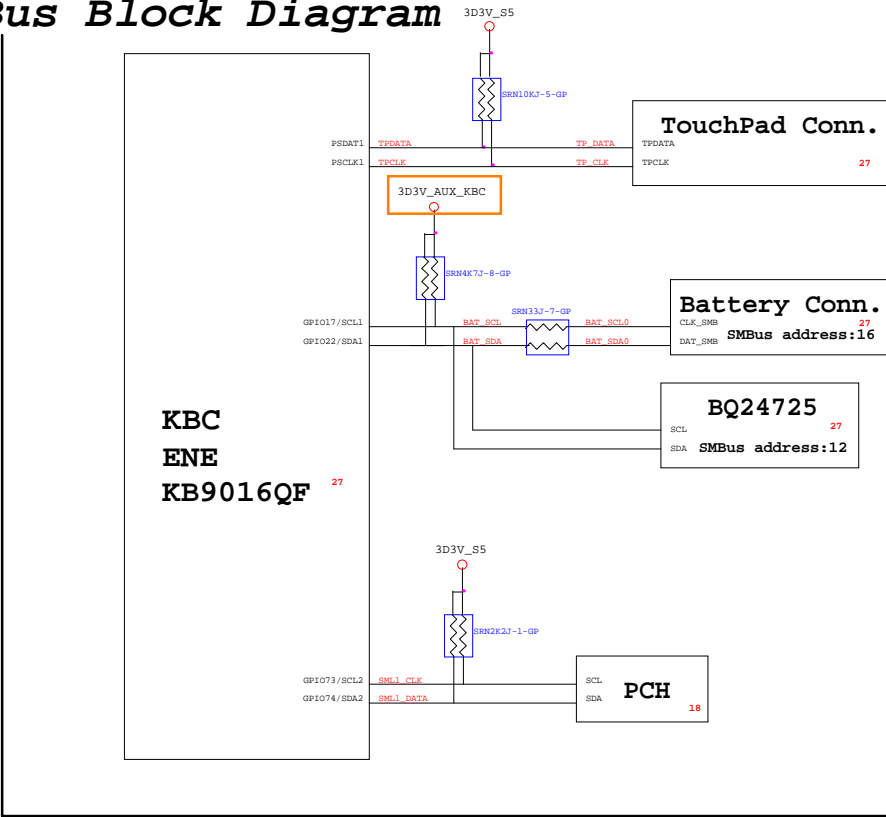 Bus Block Diagram
3D3V_S5
SRN10KJ-5-GP
TouchPad Conn.
PSDAT1 TPDATA TP_DATA TPDATA
PSCLK1 TPCLK TP_CLK TPCLK 27
3D3V_AUX_KBC
SRN4K7J-8-GP
SRN33J-7-GP
Battery Conn.
GPIO17/SCL1 BAT_SCL BAT_SCL0 CLK_SMB 27
SMBus address:16
GPIO22/SDA1 BAT_SDA BAT_SDA0 DAT_SMB
BQ24725
SCL 27
SDA SMBus address:12
KBC
ENE
KB9016QF 27
3D3V_S5
SRN2K2J-1-GP
GPIO73/SCL2 SML1_CLK SCL
GPIO74/SDA2 SML1_DATA SDA
PCH
18